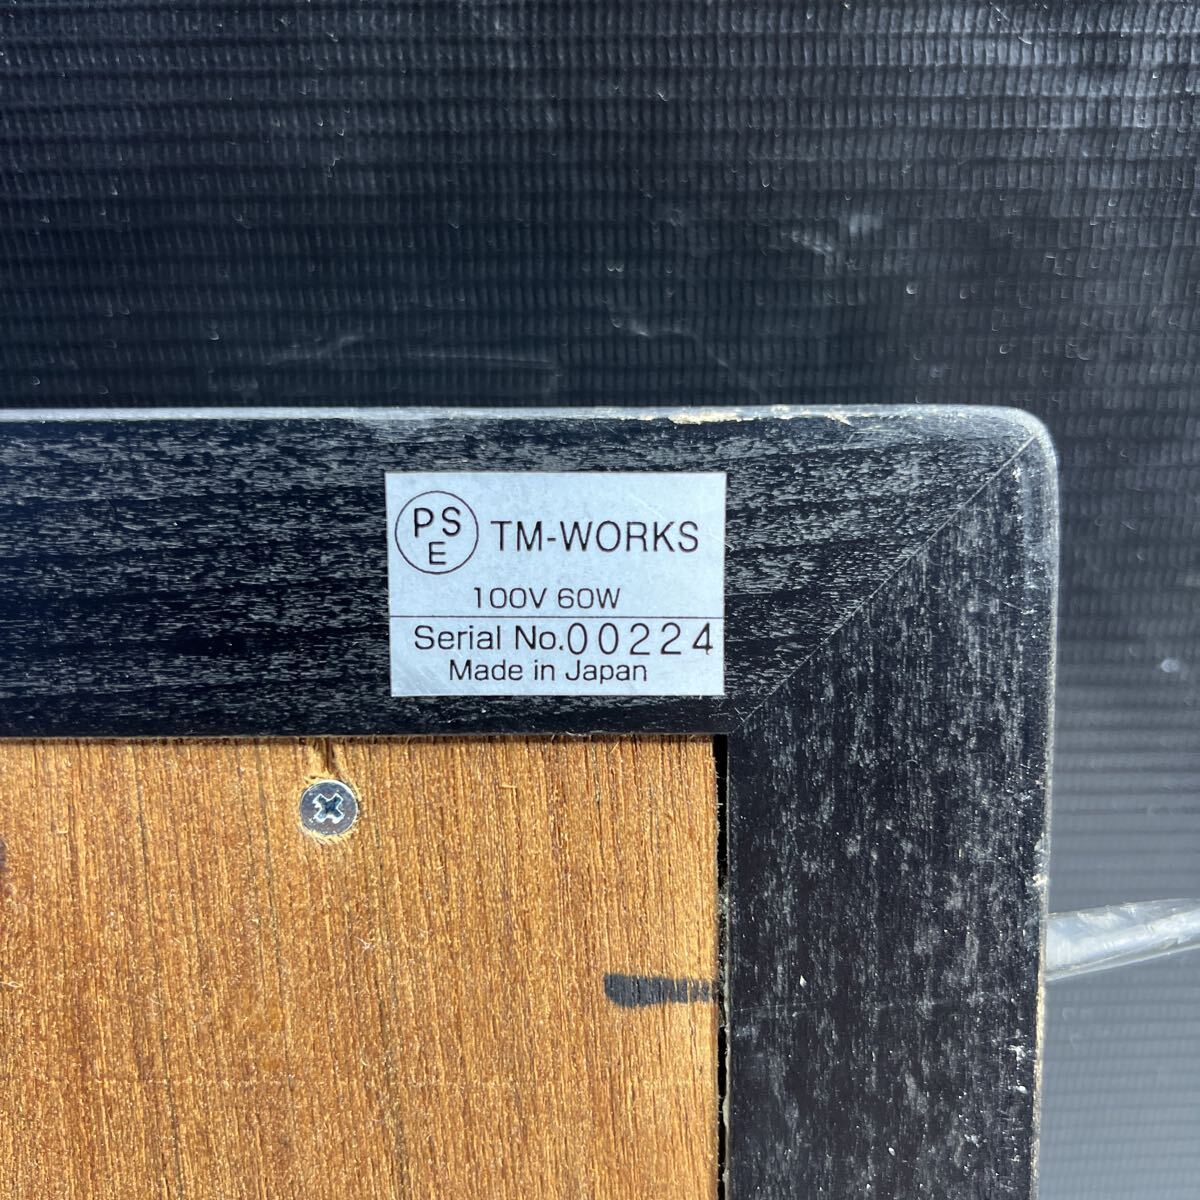 PSE TM-WORKS
100V 60W
Serial No.00224
Made in Japan